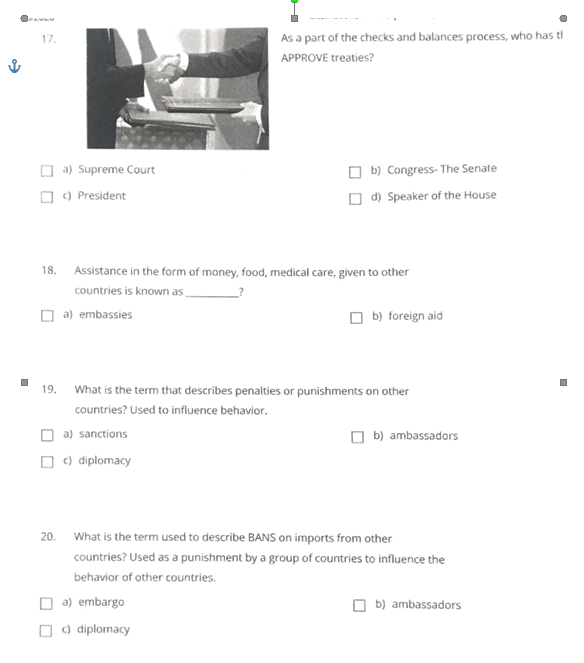 17.
As a part of the checks and balances process, who has
APPROVE treaties?
a) Supreme Court
b) Congress- The Senate
c) President
d) Speaker of the House
18. Assistance in the form of money, food, medical care, given to other
countries is known as ________?
a) embassies
b) foreign aid
19. What is the term that describes penalties or punishments on other
countries? Used to influence behavior.
a) sanctions
b) ambassadors
c) diplomacy
20. What is the term used to describe BANS on imports from other
countries? Used as a punishment by a group of countries to influence the
behavior of other countries.
a) embargo
b) ambassadors
c) diplomacy